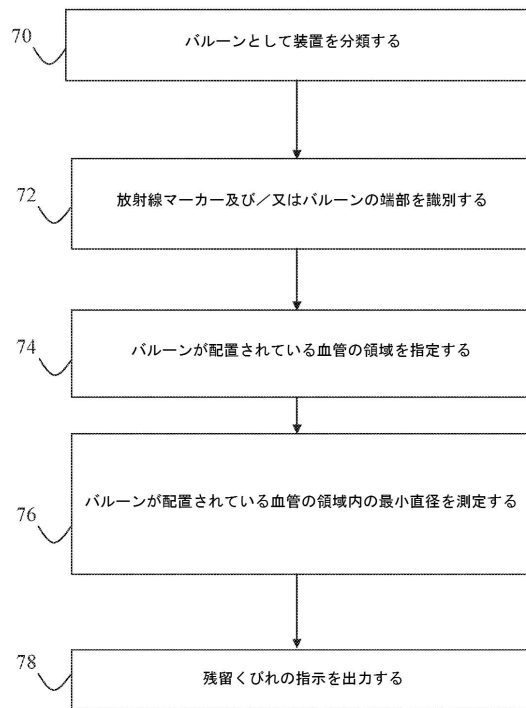 70
バルーンとして装置を分類する
72
放射線マーカー及び／又はバルーンの端部を識別する
74
バルーンが配置されている血管の領域を指定する
76
バルーンが配置されている血管の領域内の最小直径を測定する
78
残留くびれの指示を出力する